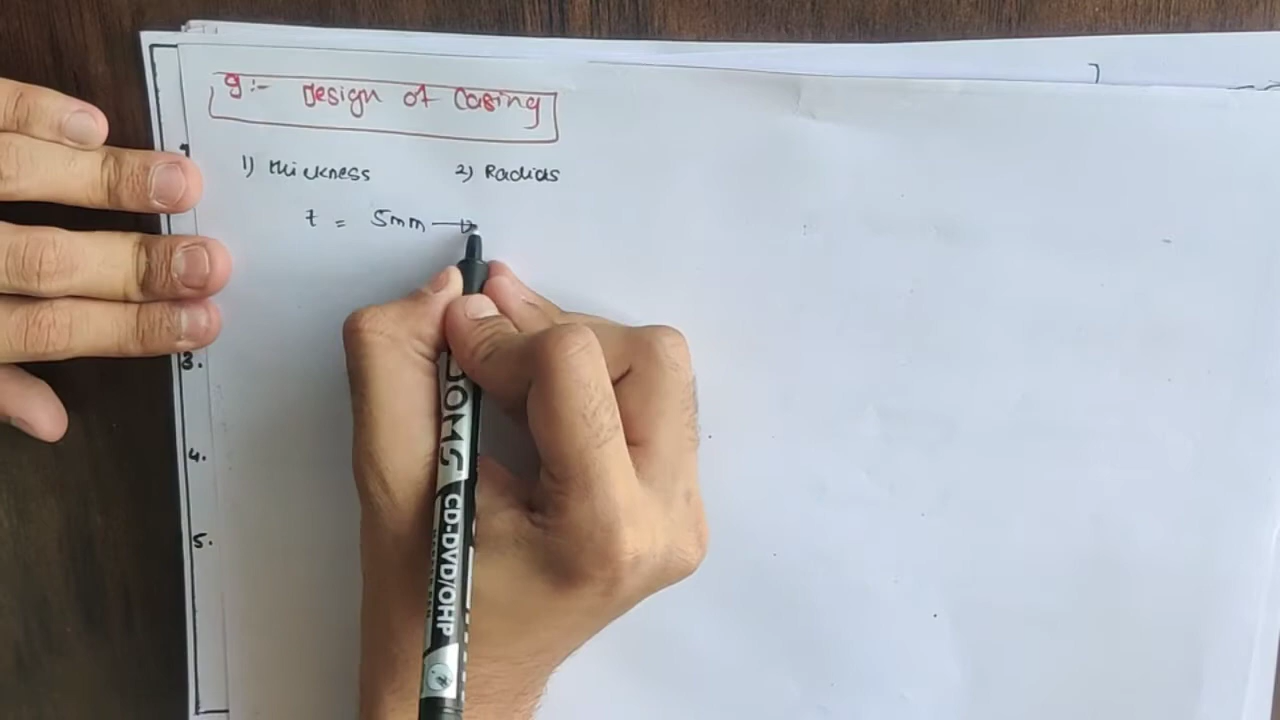 9:- Design of Casing
1) thickness 2) Radius
t = 5mm
3.
4.
5.
DOMS CD-DVD/OHP